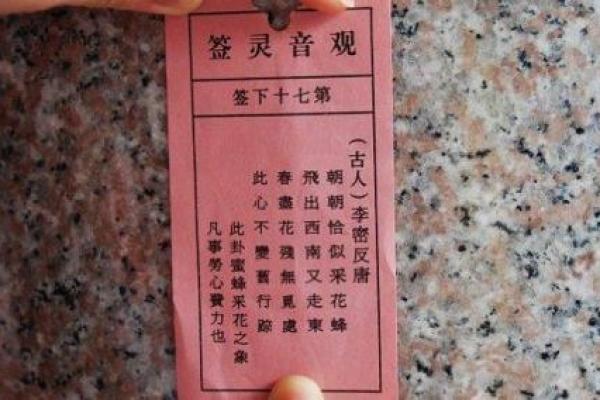 观音灵签
第七十下签
(古人)李密反唐
朝朝恰似采花蜂
飛出西南又走東
春盡花残無覓處
此心不變舊行踪
此卦蜜蜂采花之象
凡事勞心費力也